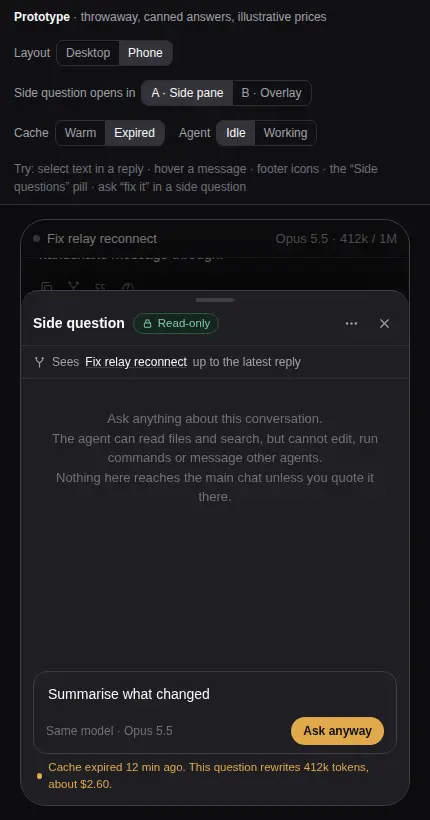 Prototype · throwaway, canned answers, illustrative prices
Layout Desktop Phone
Side question opens in A · Side pane B · Overlay
Cache Warm Expired Agent Idle Working
Try: select text in a reply · hover a message · footer icons · the “Side
questions” pill · ask “fix it” in a side question
Fix relay reconnect Opus 5.5 · 412k / 1M
Side question Read-only
Sees Fix relay reconnect up to the latest reply
Ask anything about this conversation.
The agent can read files and search, but cannot edit, run
commands or message other agents.
Nothing here reaches the main chat unless you quote it
there.
Summarise what changed
Same model · Opus 5.5 Ask anyway
Cache expired 12 min ago. This question rewrites 412k tokens,
about $2.60.